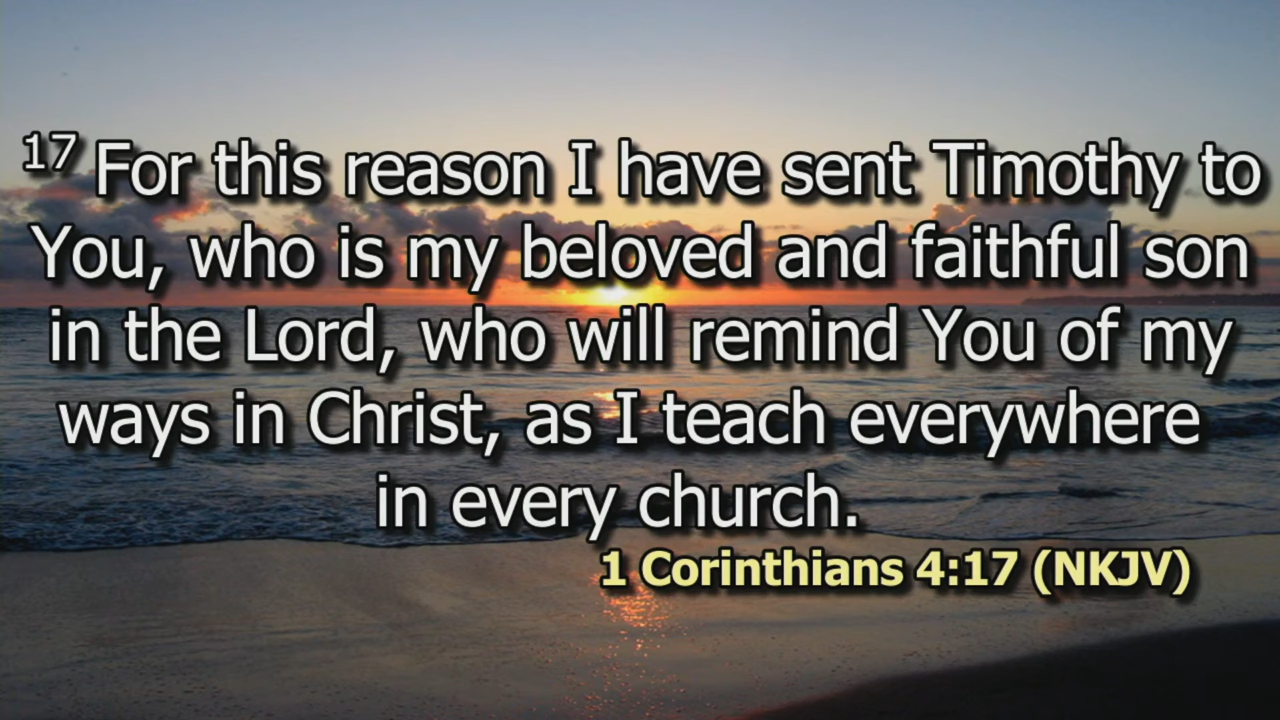 17 For this reason I have sent Timothy to
You, who is my beloved and faithful son
in the Lord, who will remind You of my
ways in Christ, as I teach everywhere
in every church.
1 Corinthians 4:17 (NKJV)